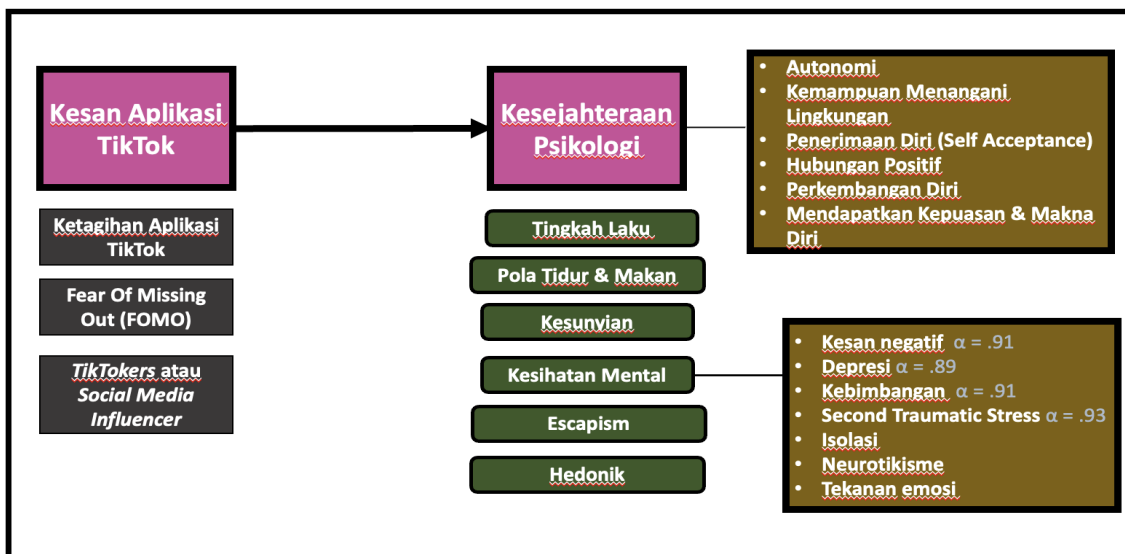 Kesan Aplikasi
TikTok
Ketagihan Aplikasi
TikTok
Fear Of Missing
Out (FOMO)
TikTokers atau
Social Media
Influencer
Kesejahteraan
Psikologi
Tingkah Laku
Pola Tidur & Makan
Kesunyian
Kesihatan Mental
Escapism
Hedonik
• Autonomi
• Kemampuan Menangani
Lingkungan
• Penerimaan Diri (Self Acceptance)
• Hubungan Positif
• Perkembangan Diri
• Mendapatkan Kepuasan & Makna
Diri
• Kesan negatif α = .91
• Depresi α = .89
• Kebimbangan α = .91
• Second Traumatic Stress α = .93
• Isolasi
• Neurotikisme
• Tekanan emosi